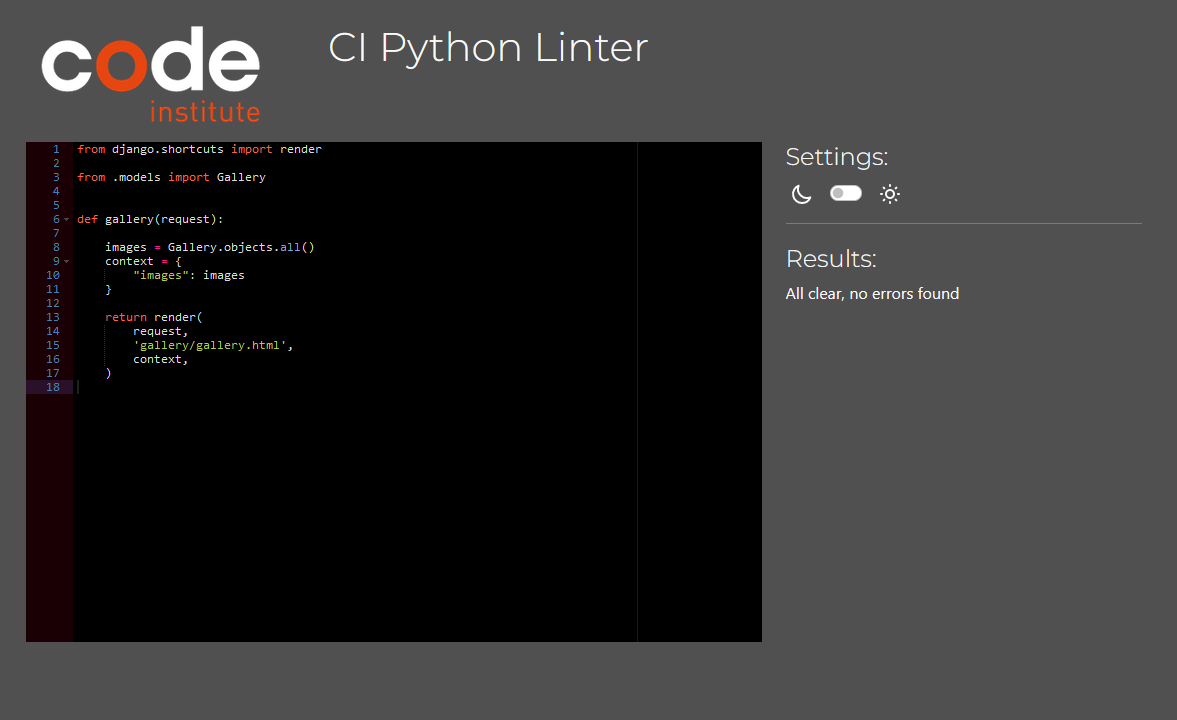 code
institute
CI Python Linter
1 from django.shortcuts import render
2
3 from .models import Gallery
4
5
6 def gallery(request):
7
8     images = Gallery.objects.all()
9     context = {
10         "images": images
11     }
12
13     return render(
14         request,
15         'gallery/gallery.html',
16         context,
17     )
18
Settings:
Results:
All clear, no errors found